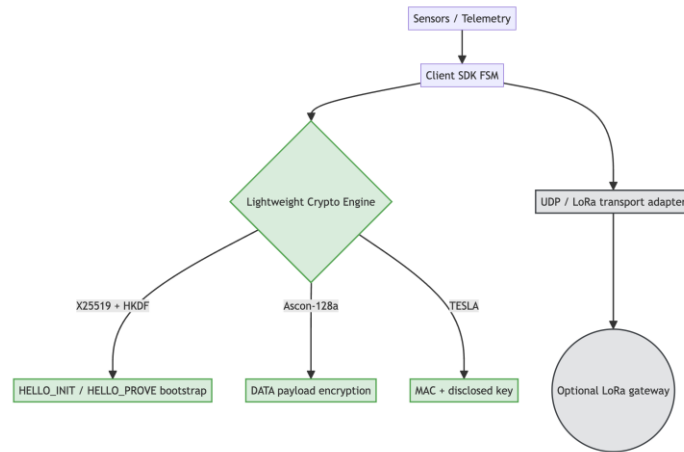 Sensors / Telemetry
Client SDK FSM
Lightweight Crypto Engine
UDP / LoRa transport adapter
X25519 + HKDF
Ascon-128a
TESLA
HELLO_INIT / HELLO_PROVE bootstrap
DATA payload encryption
MAC + disclosed key
Optional LoRa gateway